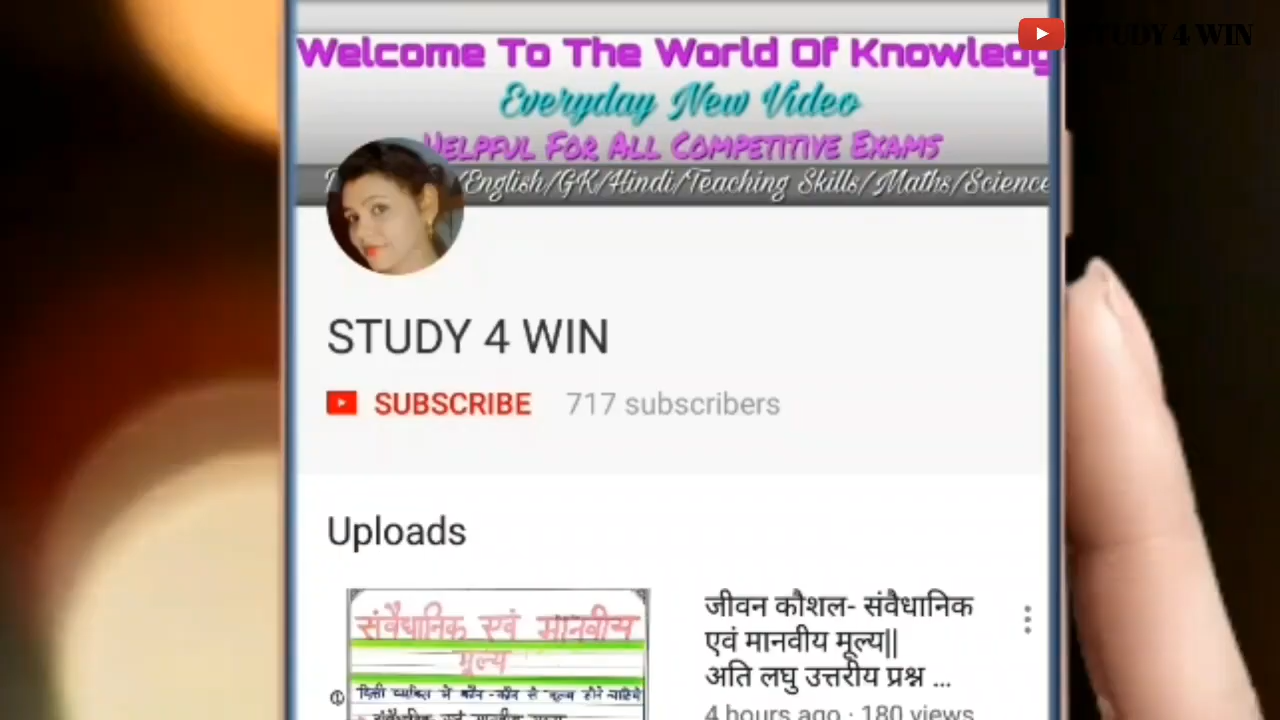 Welcome To The World Of Knowledg
STUDY 4 WIN
Everyday New Video
HELPFUL FOR ALL COMPETITIVE EXAMS
/English/GK/Hindi/Teaching Skills/Maths/Science
STUDY 4 WIN
SUBSCRIBE 717 subscribers
Uploads
संवैधानिक एवं मानवीय
मूल्य
जीवन कौशल- संवैधानिक
एवं मानवीय मूल्य||
अति लघु उत्तरीय प्रश्न ...
4 hours ago · 180 views